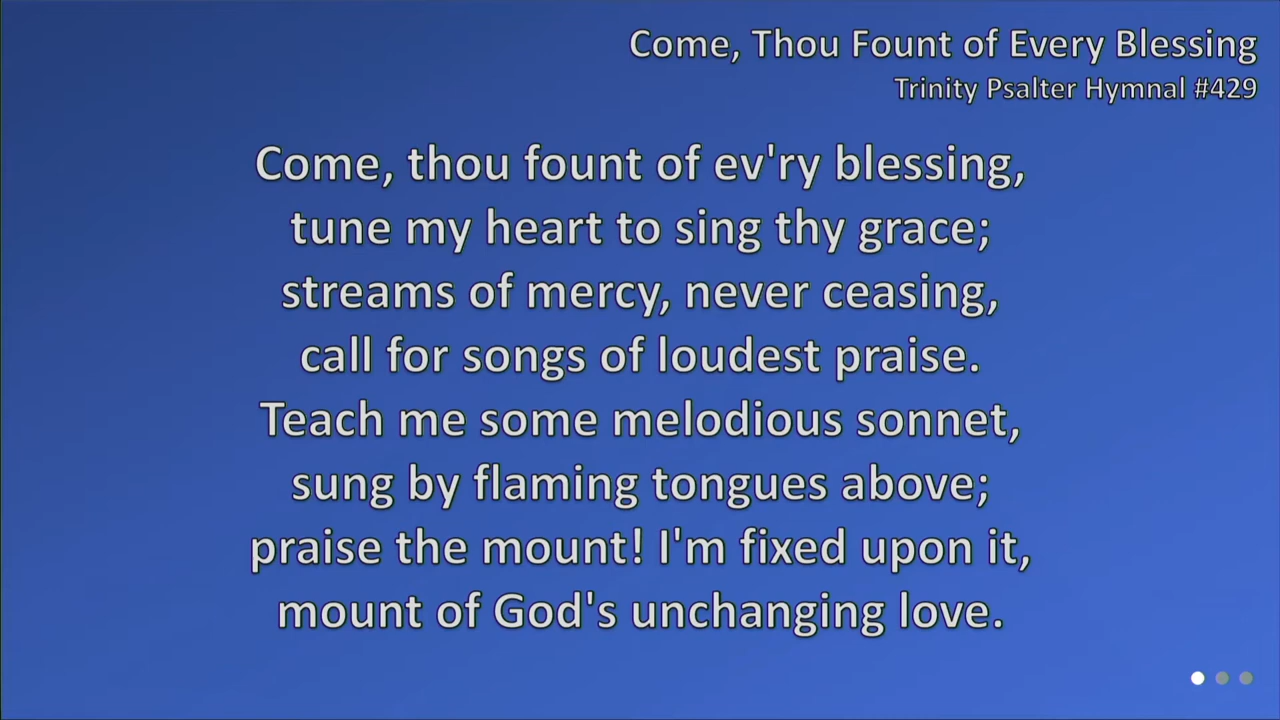 Come, Thou Fount of Every Blessing
Trinity Psalter Hymnal #429
Come, thou fount of ev'ry blessing,
tune my heart to sing thy grace;
streams of mercy, never ceasing,
call for songs of loudest praise.
Teach me some melodious sonnet,
sung by flaming tongues above;
praise the mount! I'm fixed upon it,
mount of God's unchanging love.